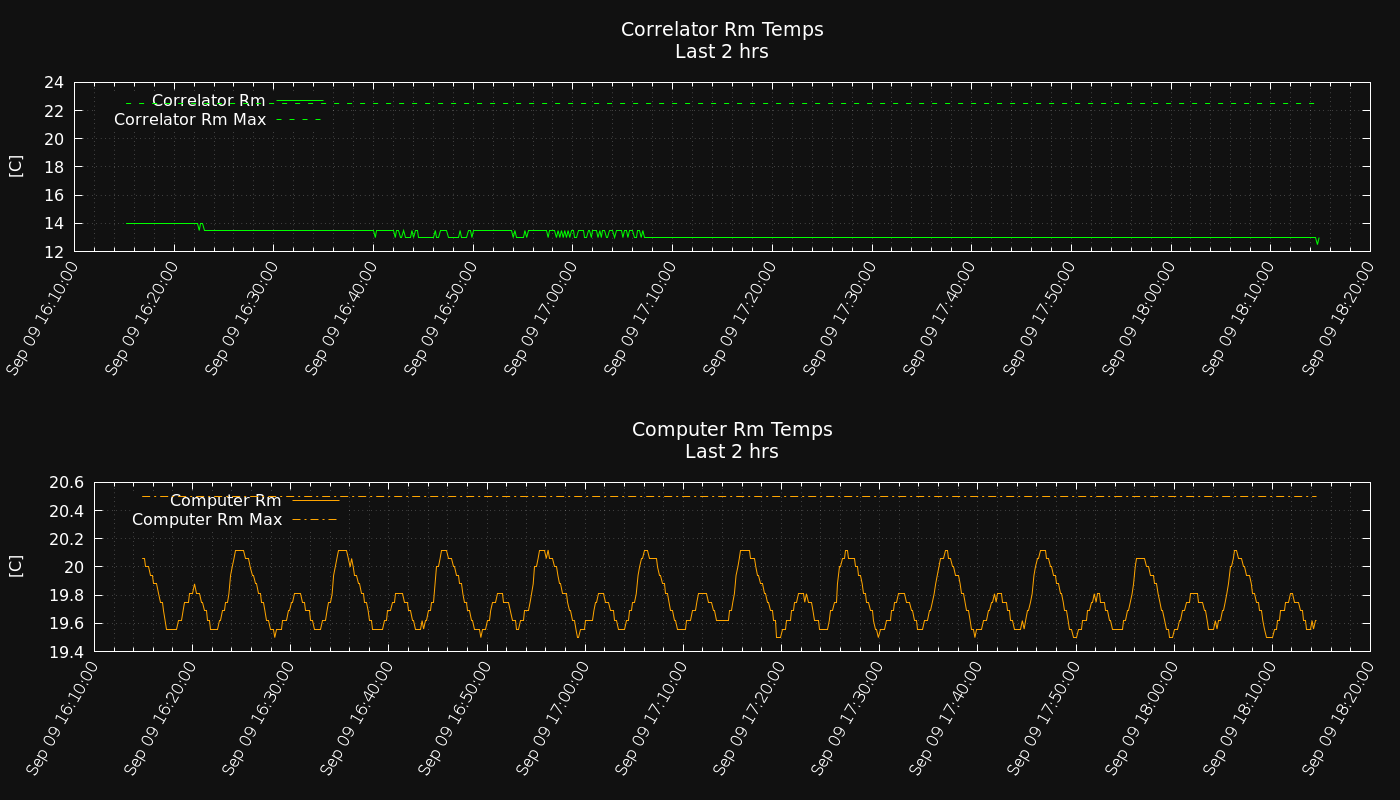 Correlator Rm Temps
Last 2 hrs
24
22
20
18
16
14
12
[C]
Correlator Rm
Correlator Rm Max
Sep 09 16:10:00
Sep 09 16:20:00
Sep 09 16:30:00
Sep 09 16:40:00
Sep 09 16:50:00
Sep 09 17:00:00
Sep 09 17:10:00
Sep 09 17:20:00
Sep 09 17:30:00
Sep 09 17:40:00
Sep 09 17:50:00
Sep 09 18:00:00
Sep 09 18:10:00
Sep 09 18:20:00
Computer Rm Temps
Last 2 hrs
20.6
20.4
20.2
20
19.8
19.6
19.4
[C]
Computer Rm
Computer Rm Max
Sep 09 16:10:00
Sep 09 16:20:00
Sep 09 16:30:00
Sep 09 16:40:00
Sep 09 16:50:00
Sep 09 17:00:00
Sep 09 17:10:00
Sep 09 17:20:00
Sep 09 17:30:00
Sep 09 17:40:00
Sep 09 17:50:00
Sep 09 18:00:00
Sep 09 18:10:00
Sep 09 18:20:00